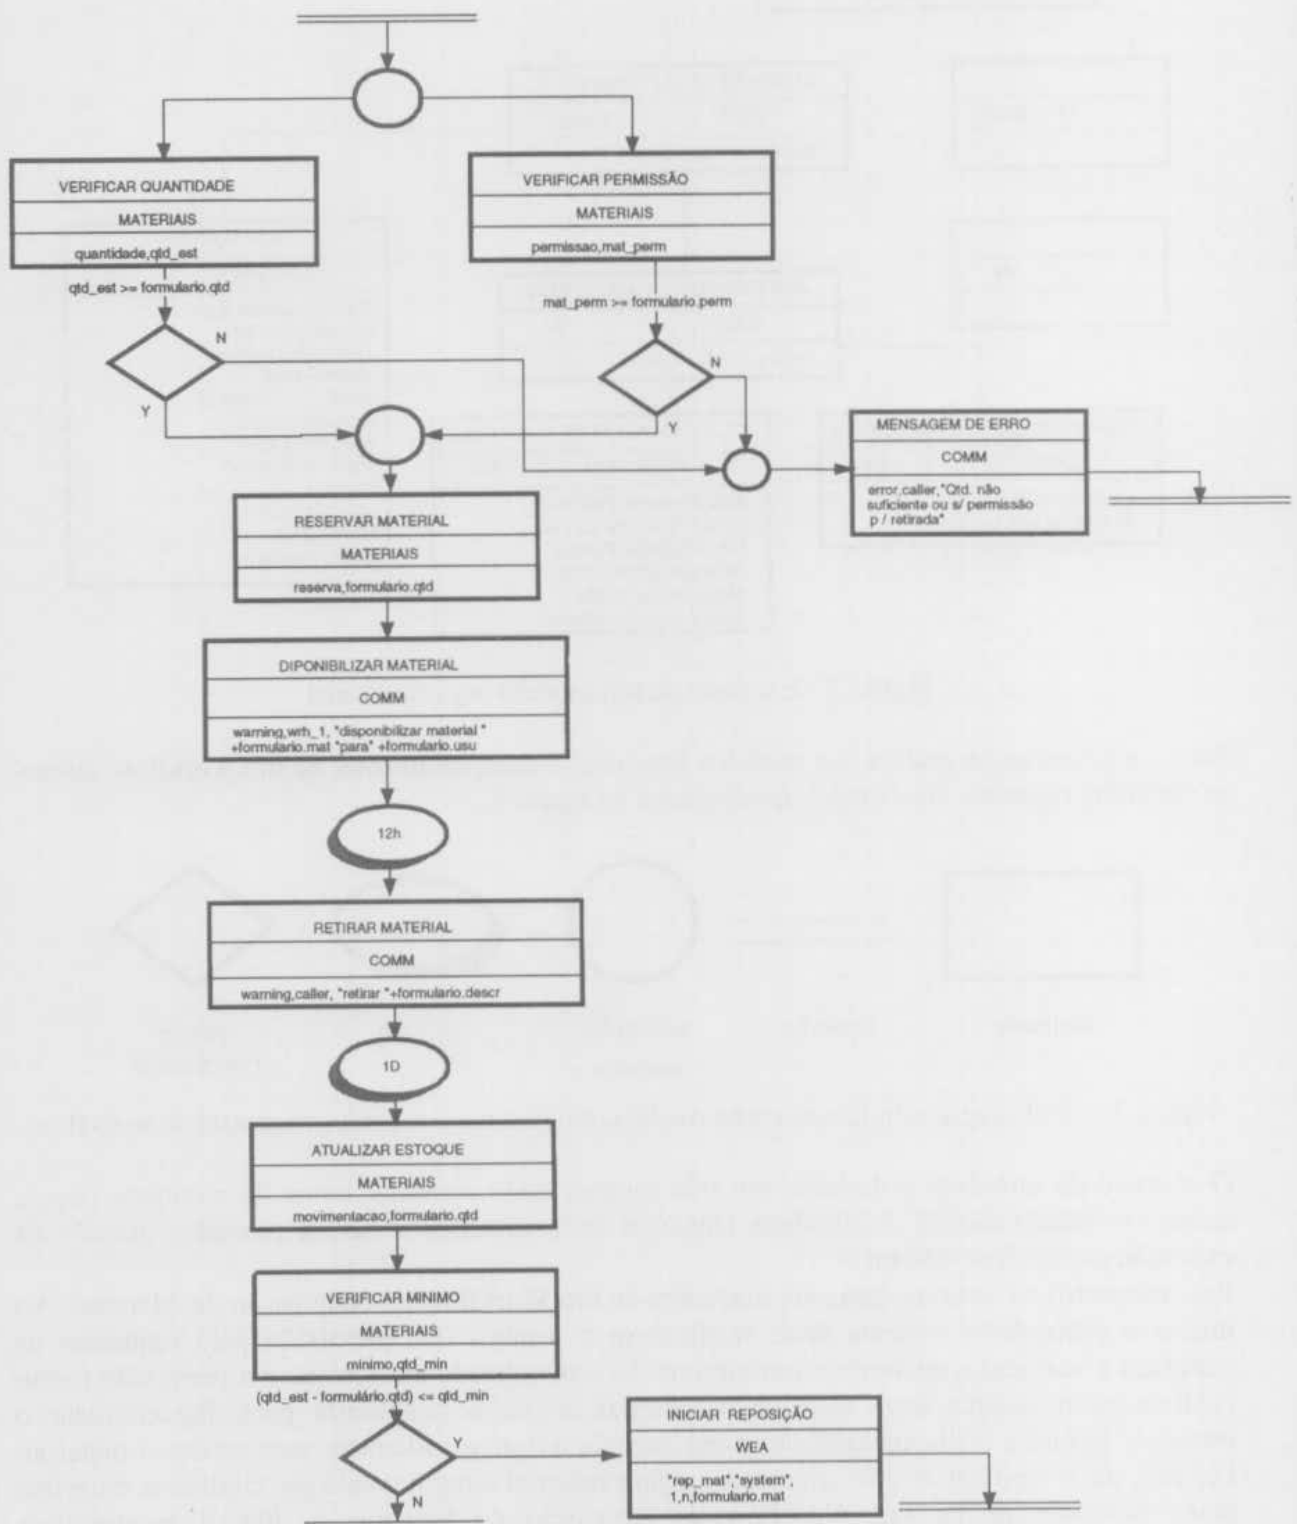 VERIFICAR QUANTIDADE
MATERIAIS
quantidade,qtd_est
VERIFICAR PERMISSÃO
MATERIAIS
permissao,mat_perm
qtd_est >= formulario.qtd
mat_perm >= formulario.perm
N
Y
N
Y
MENSAGEM DE ERRO
COMM
error,caller,"Qtd. não
suficiente ou s/ permissão
p / retirada"
RESERVAR MATERIAL
MATERIAIS
reserva,formulario.qtd
DIPONIBILIZAR MATERIAL
COMM
warning,wrh_1, "disponibilizar material "
+formulario.mat "para" +formulario.usu
12h
RETIRAR MATERIAL
COMM
warning,caller, "retirar "+formulario.descr
1D
ATUALIZAR ESTOQUE
MATERIAIS
movimentacao,formulario.qtd
VERIFICAR MINIMO
MATERIAIS
minimo,qtd_min
(qtd_est - formulário.qtd) <= qtd_min
Y
N
INICIAR REPOSIÇÃO
WEA
"rep_mat","system",
1,n,formulario.mat